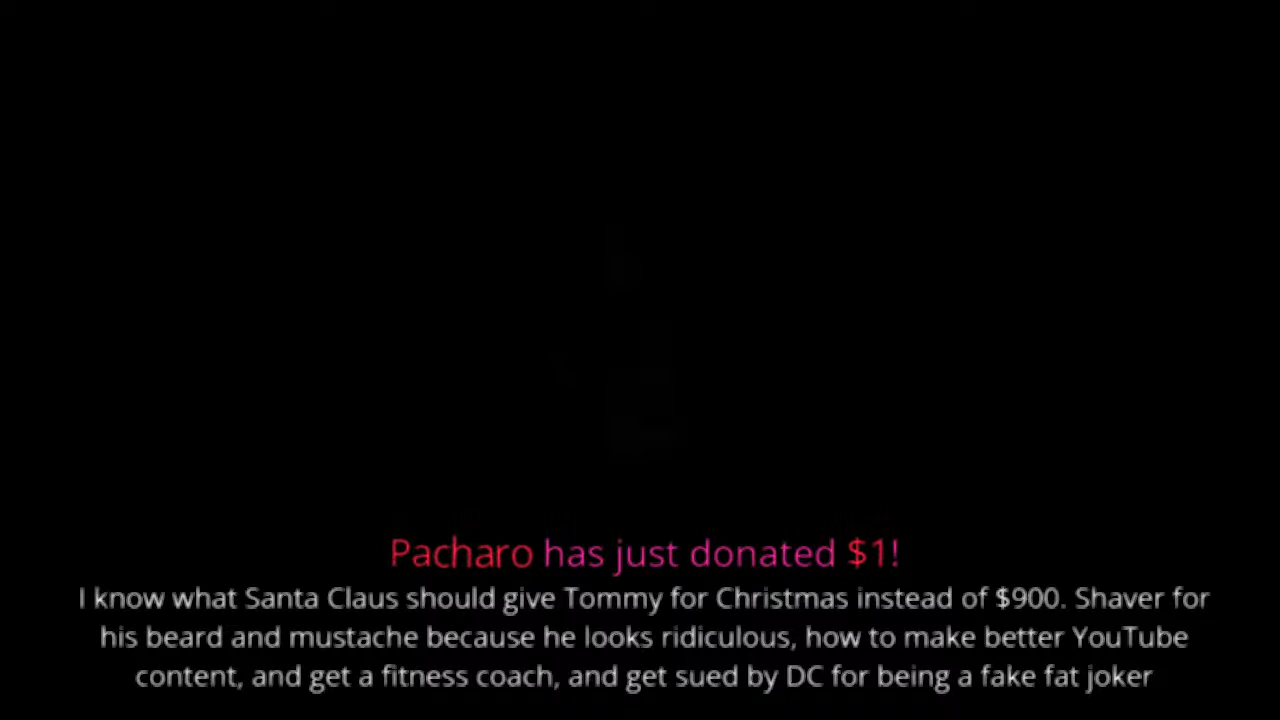 Pacharo has just donated $1!
I know what Santa Claus should give Tommy for Christmas instead of $900. Shaver for
his beard and mustache because he looks ridiculous, how to make better YouTube
content, and get a fitness coach, and get sued by DC for being a fake fat joker